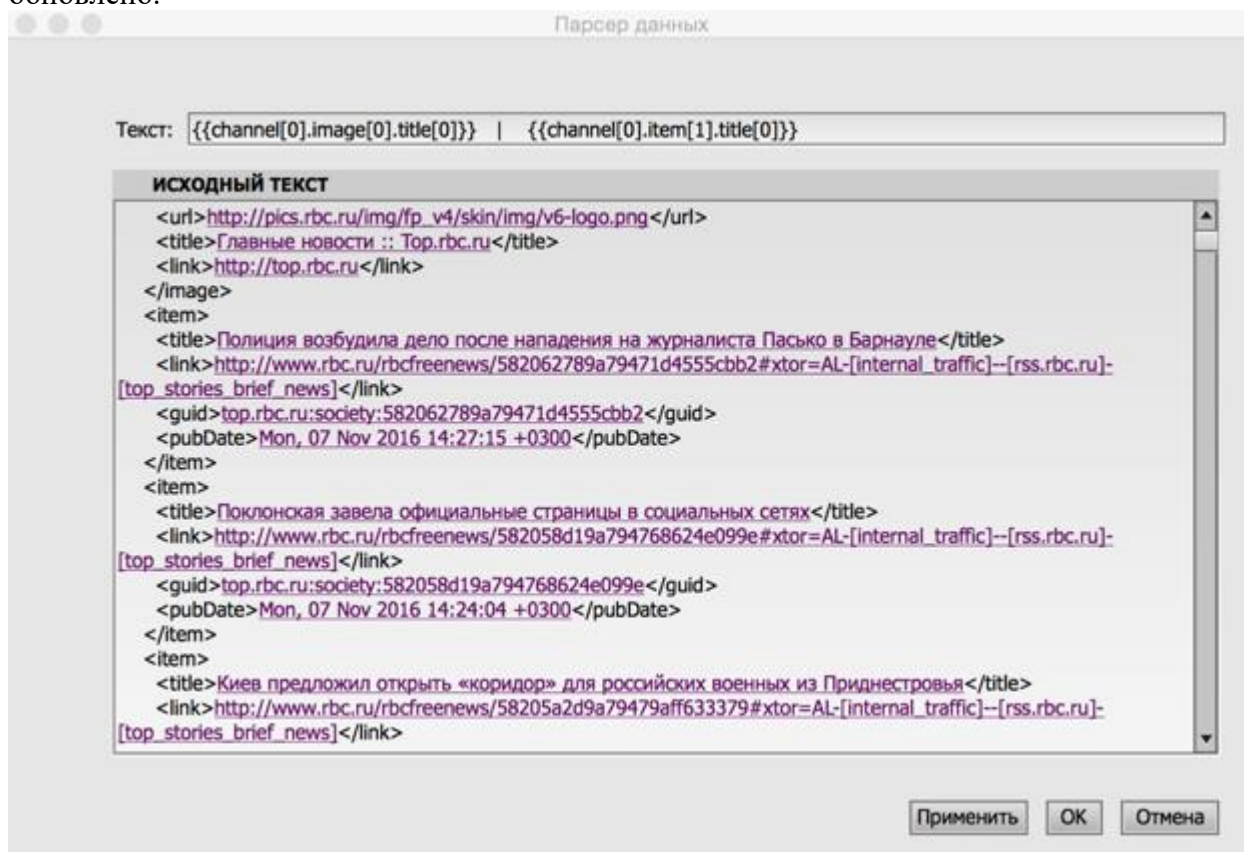 обновлено.
Парсер данных
Текст: {{channel[0].image[0].title[0]}} | {{channel[0].item[1].title[0]}}
ИСХОДНЫЙ ТЕКСТ
<url>http://pics.rbc.ru/img/fp_v4/skin/img/v6-logo.png</url>
<title>Главные новости :: Top.rbc.ru</title>
<link>http://top.rbc.ru</link>
</image>
<item>
<title>Полиция возбудила дело после нападения на журналиста Пасько в Барнауле</title>
<link>http://www.rbc.ru/rbcfreenews/582062789a79471d4555cbb2#xtor=AL-[internal_traffic]--[rss.rbc.ru]-
[top_stories_brief_news]</link>
<guid>top.rbc.ru:society:582062789a79471d4555cbb2</guid>
<pubDate>Mon, 07 Nov 2016 14:27:15 +0300</pubDate>
</item>
<item>
<title>Поклонская завела официальные страницы в социальных сетях</title>
<link>http://www.rbc.ru/rbcfreenews/582058d19a794768624e099e#xtor=AL-[internal_traffic]--[rss.rbc.ru]-
[top_stories_brief_news]</link>
<guid>top.rbc.ru:society:582058d19a794768624e099e</guid>
<pubDate>Mon, 07 Nov 2016 14:24:04 +0300</pubDate>
</item>
<item>
<title>Киев предложил открыть «коридор» для российских военных из Приднестровья</title>
<link>http://www.rbc.ru/rbcfreenews/58205a2d9a79479aff633379#xtor=AL-[internal_traffic]--[rss.rbc.ru]-
[top_stories_brief_news]</link>
Применить OK Отмена